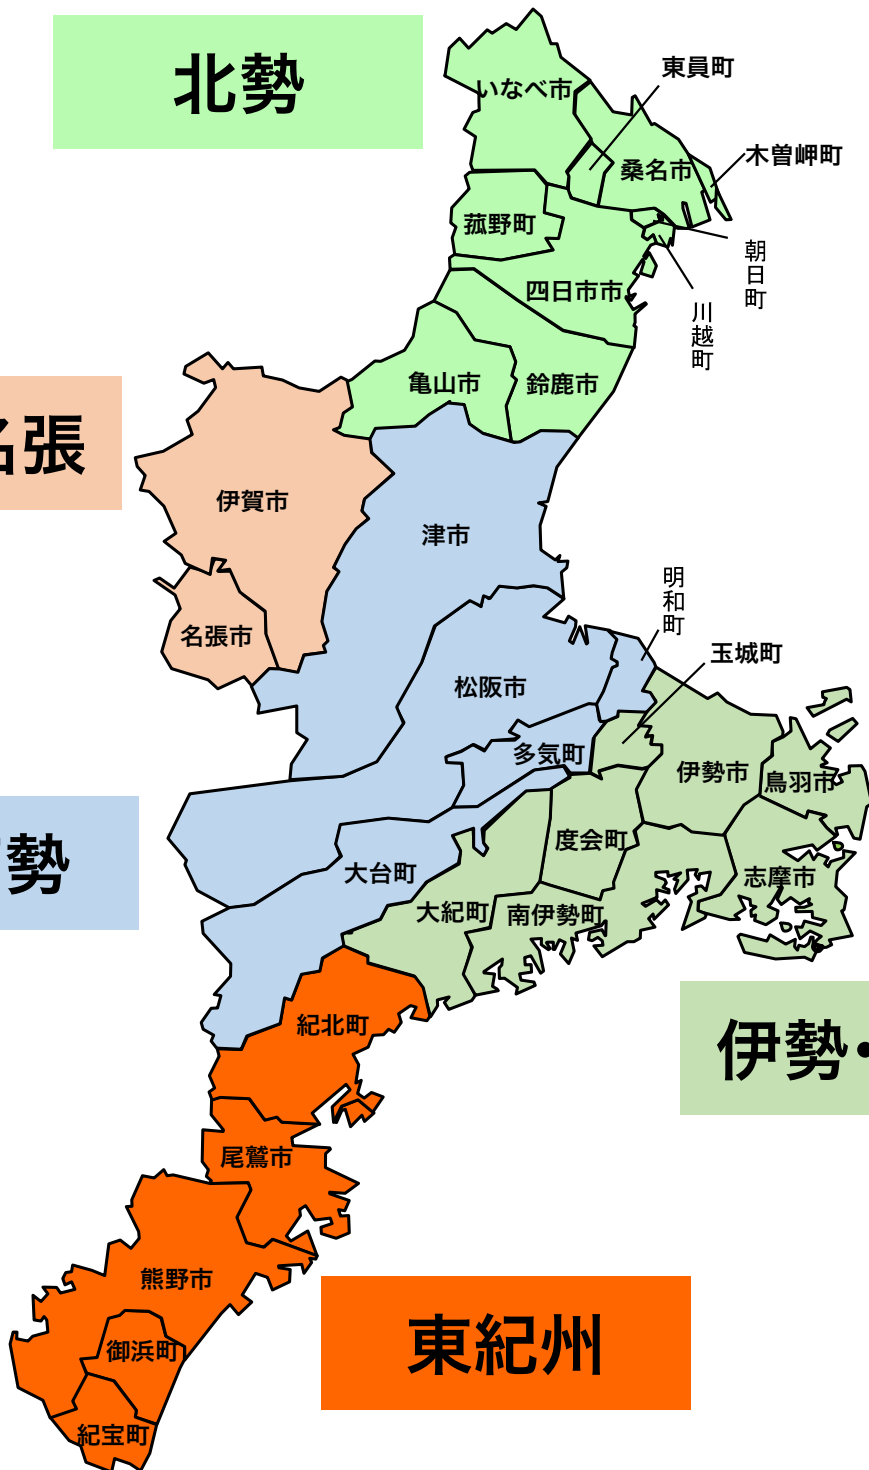 北勢
いなべ市
東員町
桑名市
木曽岬町
菰野町
朝日町
四日市市
川越町
亀山市
鈴鹿市
名張
伊賀市
津市
明和町
名張市
玉城町
松阪市
多気町
伊勢市
鳥羽市
度会町
勢
大台町
志摩市
大紀町
南伊勢町
紀北町
伊勢・
尾鷲市
熊野市
東紀州
御浜町
紀宝町